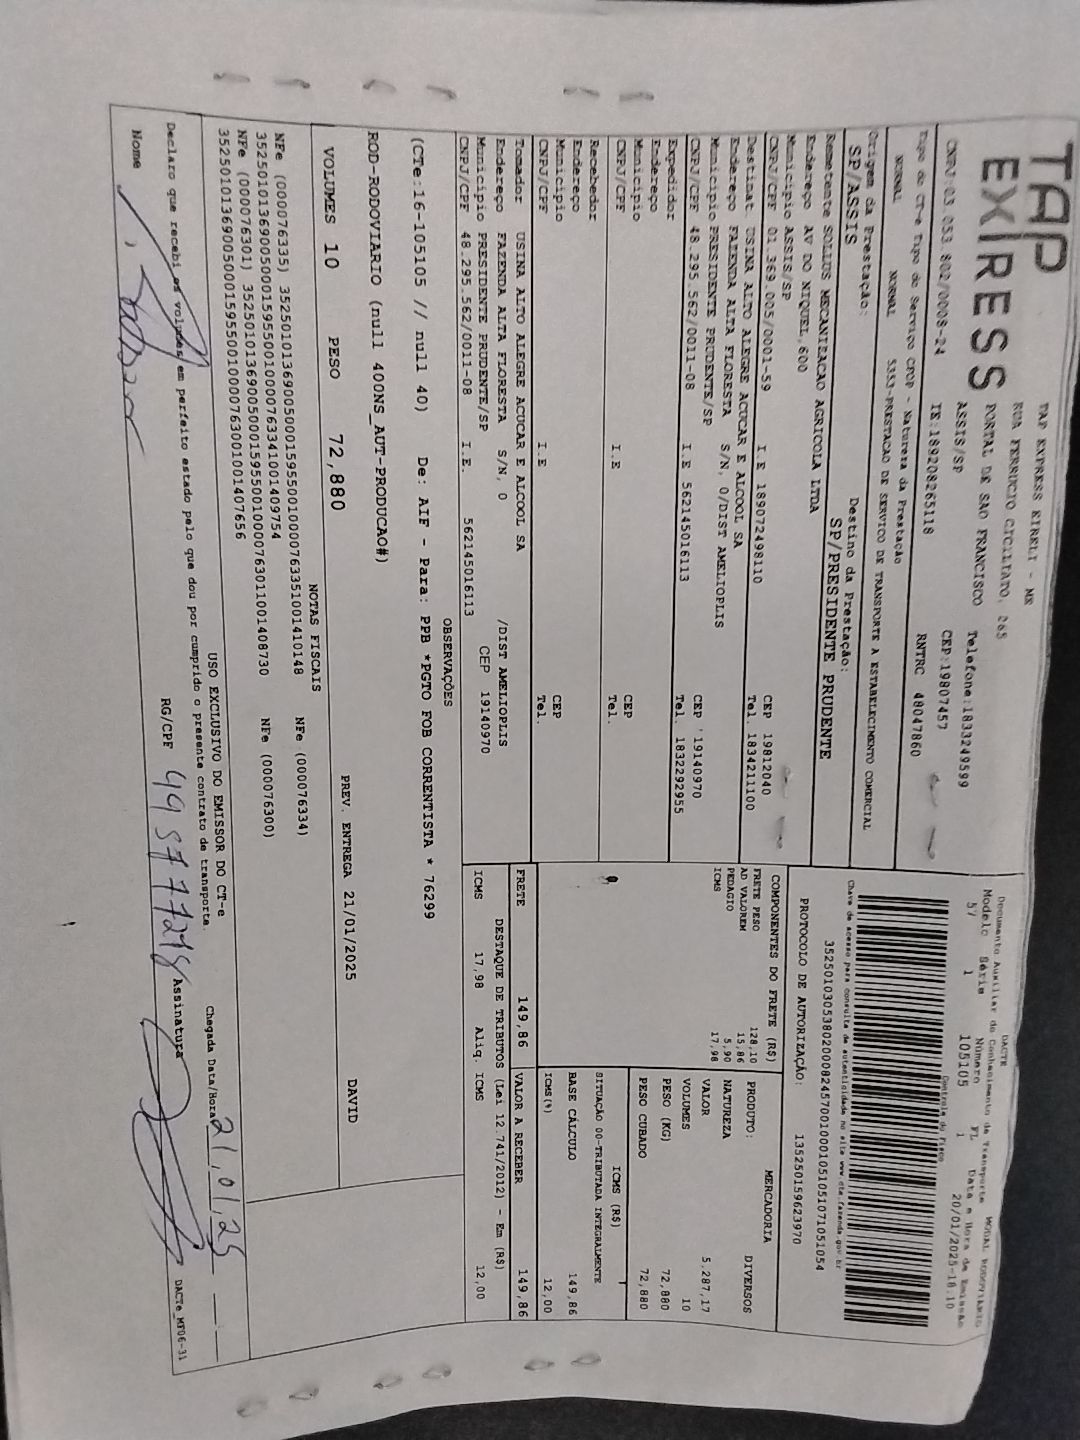 TAP
EXPRESS
TAP EXPRESS EIRELI - ME
RUA FERRUCIO CICILIATO, 265
PORTAL DE SAO FRANCISCO Telefone:1833249599
ASSIS/SP CEP:19807457
CNPJ:03.053.802/0008-24 IE:189208265118 RNTRC 48047860
Tipo do CT-e Tipo do Serviço CFOP - Natureza da Prestação
NORMAL NORMAL 5353-PRESTACAO DE SERVICO DE TRANSPORTE A ESTABELECIMENTO COMERCIAL
Origem da Prestação: Destino da Prestação:
SP/ASSIS SP/PRESIDENTE PRUDENTE
DACTE
Documento Auxiliar do Conhecimento de Transporte MODAL RODOVIÁRIO
Modelo Série Número FL Data e Hora de Emissão
57 1 105105 1 20/01/2025-18:10
Controle do Fisco
Chave de acesso para consulta de autenticidade no site www.cte.fazenda.gov.br
35250103053802000824570010001051051071051054
PROTOCOLO DE AUTORIZAÇÃO: 135250159623970
Remetente SOLLUS MECANIZACAO AGRICOLA LTDA
Endereço AV DO NIQUEL,600
Município ASSIS/SP CEP 19812040
CNPJ/CPF 01.369.005/0001-59 I.E 189072498110 Tel. 1834211100
Destinat. USINA ALTO ALEGRE ACUCAR E ALCOOL SA
Endereço FAZENDA ALTA FLORESTA S/N, 0/DIST AMELIOPLIS
Município PRESIDENTE PRUDENTE/SP CEP 19140970
CNPJ/CPF 48.295.562/0011-08 I.E 562145016113 Tel. 1832292955
Expedidor
Endereço
Município CEP
CNPJ/CPF I.E Tel.
Recebedor
Endereço
Município CEP
CNPJ/CPF I.E Tel.
Tomador USINA ALTO ALEGRE ACUCAR E ALCOOL SA
Endereço FAZENDA ALTA FLORESTA S/N, 0 /DIST AMELIOPLIS
Município PRESIDENTE PRUDENTE/SP CEP 19140970
CNPJ/CPF 48.295.562/0011-08 I.E. 562145016113
COMPONENTES DO FRETE (R$)
FRETE PESO 128,10
AD VALOREM 15,86
PEDAGIO 5,90
ICMS 17,98
MERCADORIA
PRODUTO: DIVERSOS
NATUREZA
VALOR 5.287,17
VOLUMES 10
PESO (KG) 72,880
PESO CUBADO 72,880
ICMS (R$)
SITUAÇÃO 00-TRIBUTADA INTEGRALMENTE
BASE CÁLCULO 149,86
ICMS(%) 12,00
FRETE 149,86 VALOR A RECEBER 149,86
DESTAQUE DE TRIBUTOS (Lei 12.741/2012) - Em (R$)
ICMS 17,98 Aliq. ICMS 12,00
OBSERVAÇÕES
(CTe:16-105105 // null 40) De: AIF - Para: PPB *PGTO FOB CORRENTISTA * 76299
ROD-RODOVIARIO (null 400NS_AUT-PRODUCAO#)
VOLUMES 10 PESO 72,880 PREV. ENTREGA 21/01/2025 DAVID
NOTAS FISCAIS
NFe (000076335) 35250101369005000159550010000763351001410148 NFe (000076334)
35250101369005000159550010000763341001409754
NFe (000076301) 35250101369005000159550010000763011001408730 NFe (000076300)
35250101369005000159550010000763001001407656
USO EXCLUSIVO DO EMISSOR DO CT-e
Declaro que recebi os volumes em perfeito estado pelo que dou por cumprido o presente contrato de transporte. Chegada Data/Hora 21/01/25
Nome RG/CPF Assinatura
DACTe_MF06-31